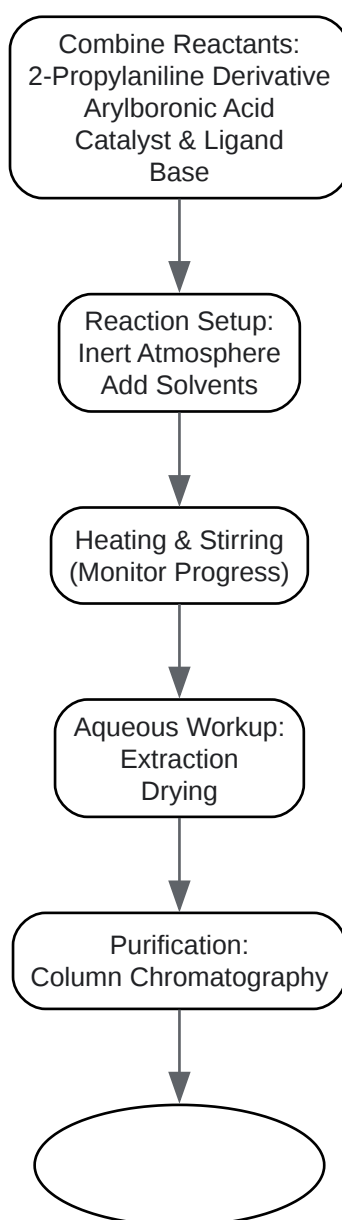 Combine Reactants:
2-Propylaniline Derivative
Arylboronic Acid
Catalyst & Ligand
Base
Reaction Setup:
Inert Atmosphere
Add Solvents
Heating & Stirring
(Monitor Progress)
Aqueous Workup:
Extraction
Drying
Purification:
Column Chromatography